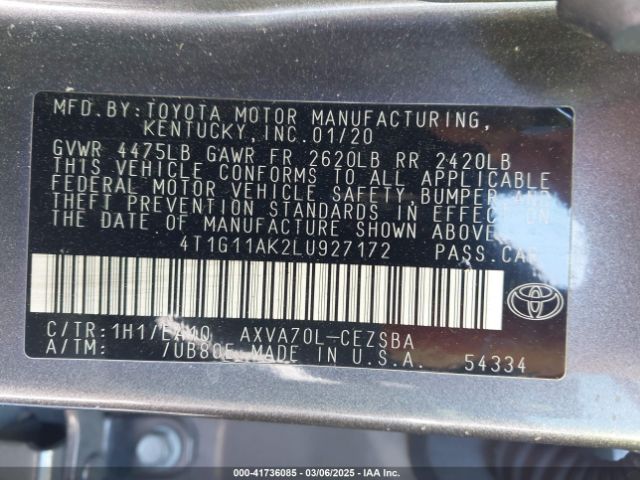 MFD.BY:TOYOTA MOTOR MANUFACTURING,
KENTUCKY,INC.01/20
GVWR 4475LB GAWR FR 2620LB RR 2420LB
THIS VEHICLE CONFORMS TO ALL APPLICABLE
FEDERAL MOTOR VEHICLE SAFETY,BUMPER AND
THEFT PREVENTION STANDARDS IN EFFECT ON
THE DATE OF MANUFACTURE SHOWN ABOVE.
4T1G11AK2LU927172 PASS.CAR
C/TR:1H1/EA40 AXVA70L-CEZSBA
A/TM: /UB80E MADE IN U.S.A. 54334
000-41736085 - 03/06/2025 - IAA Inc.